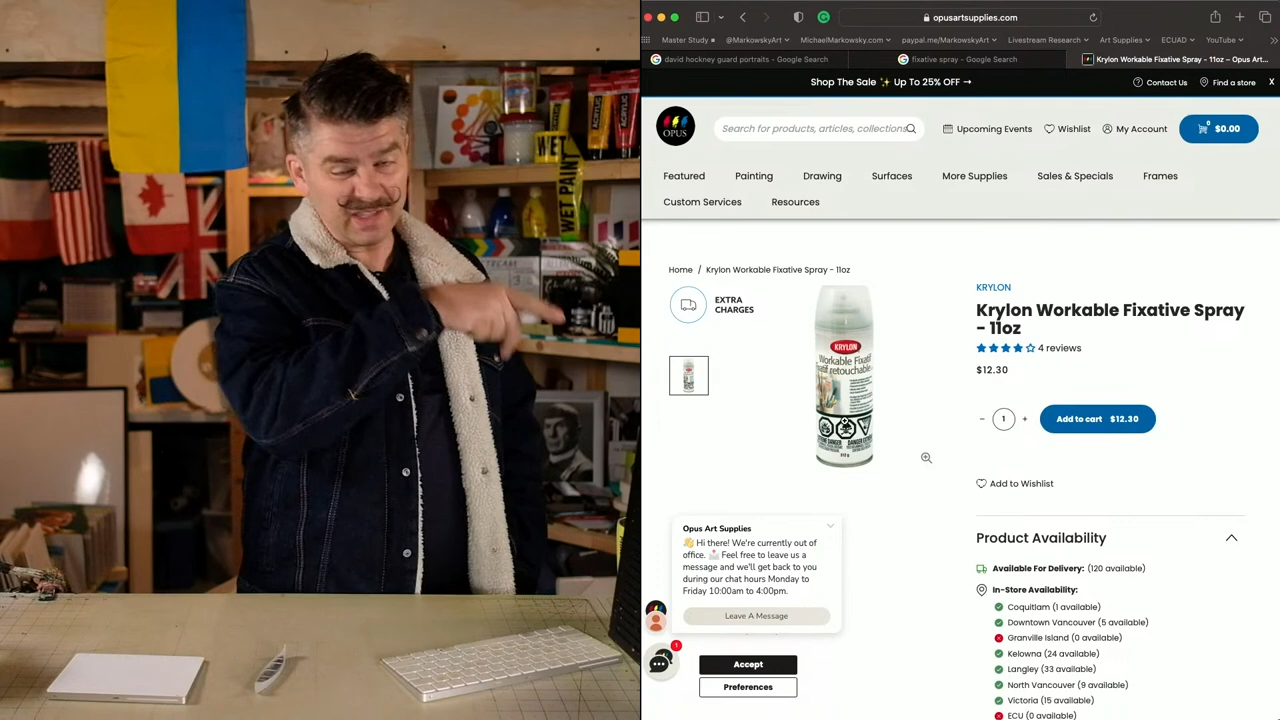 opusartsupplies.com
Master Study
@MarkowskyArt
MichaelMarkowsky.com
paypal.me/MarkowskyArt
Livestream Research
Art Supplies
ECUAD
YouTube
david hockney guard portraits - Google Search
fixative spray - Google Search
Krylon Workable Fixative Spray - 11oz – Opus Art...
Shop The Sale ✨ Up To 25% OFF →
Contact Us
Find a store
X
OPUS
Search for products, articles, collections
Upcoming Events
Wishlist
My Account
0
$0.00
Featured
Painting
Drawing
Surfaces
More Supplies
Sales & Specials
Frames
Custom Services
Resources
Home / Krylon Workable Fixative Spray - 11oz
EXTRA
CHARGES
KRYLON
Workable Fixatif
KRYLON
Krylon Workable Fixative Spray
- 11oz
4 reviews
$12.30
− 1 +
Add to cart $12.30
Add to Wishlist
Product Availability
Available For Delivery: (120 available)
In-Store Availability:
Coquitlam (1 available)
Downtown Vancouver (5 available)
Granville Island (0 available)
Kelowna (24 available)
Langley (33 available)
North Vancouver (9 available)
Victoria (15 available)
ECU (0 available)
Opus Art Supplies
👋 Hi there! We're currently out of
office. 📩 Feel free to leave us a
message and we'll get back to you
during our chat hours Monday to
Friday 10:00am to 4:00pm.
Leave A Message
1
Accept
Preferences
WET
WET PAINT
ACRYLIC
ACRYLIC